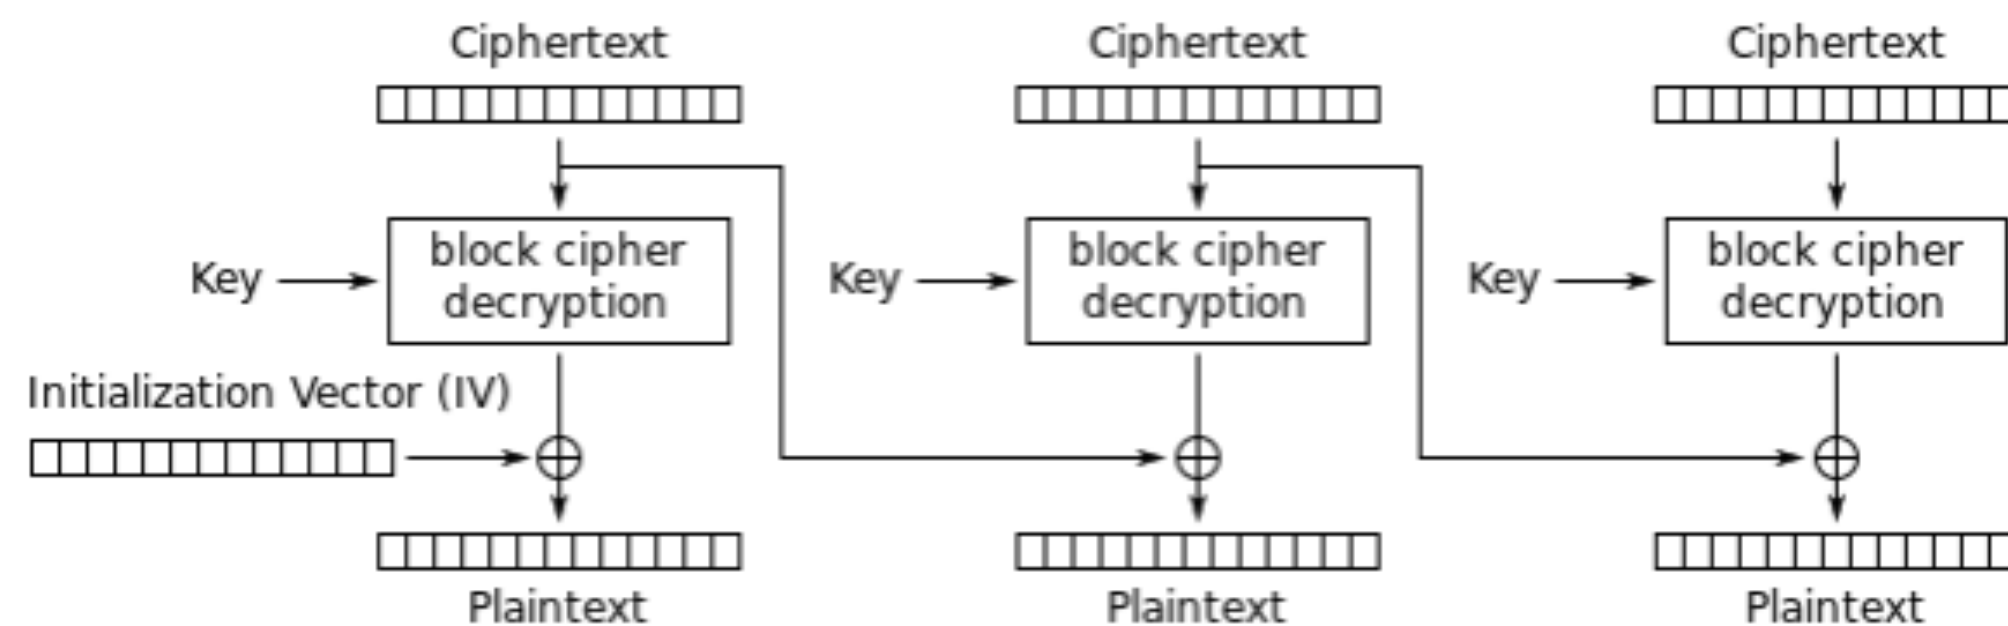 Ciphertext
Ciphertext
Ciphertext
Key
block cipher
decryption
Key
block cipher
decryption
Key
block cipher
decryption
Initialization Vector (IV)
Plaintext
Plaintext
Plaintext